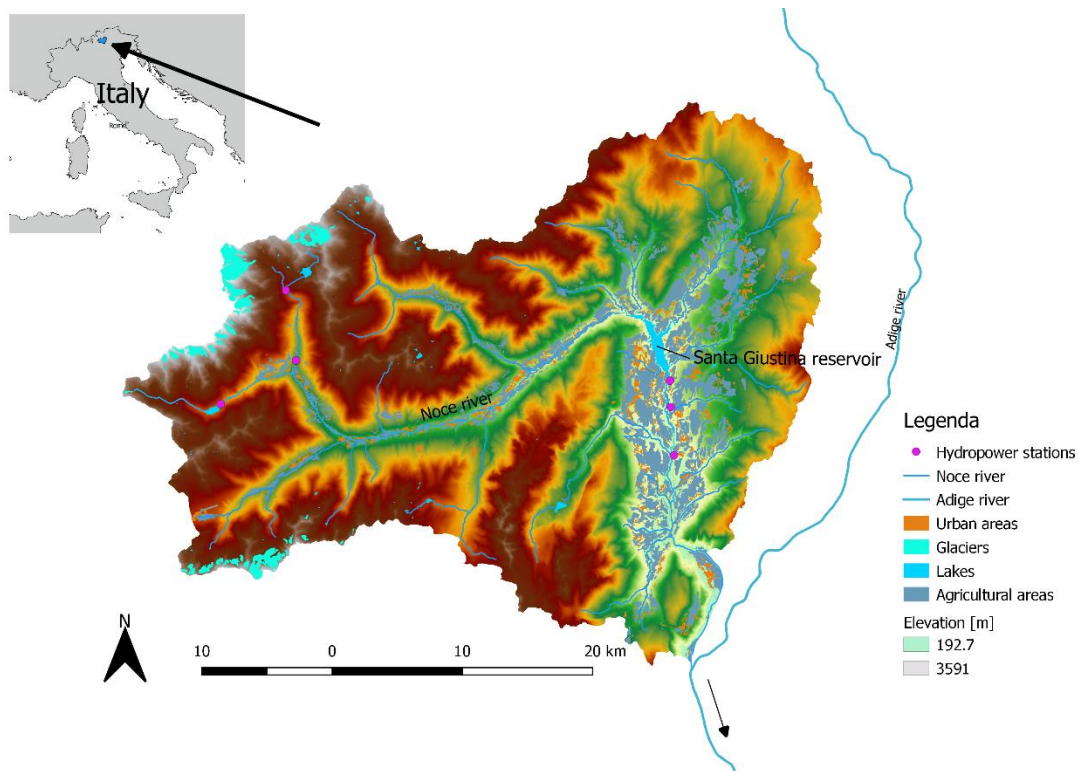 Italy
Rome
Adige river
Santa Giustina reservoir
Noce river
Legenda
Hydropower stations
Noce river
Adige river
Urban areas
Glaciers
Lakes
Agricultural areas
Elevation [m]
192.7
3591
N
10 0 10 20 km